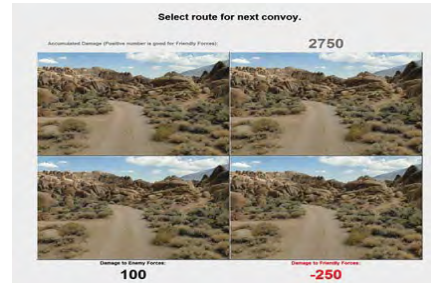 Select route for next convoy.
Accumulated Damage (Positive number is good for Friendly Forces):
2750
Damage to Enemy Forces:
Damage to Friendly Forces:
100
-250